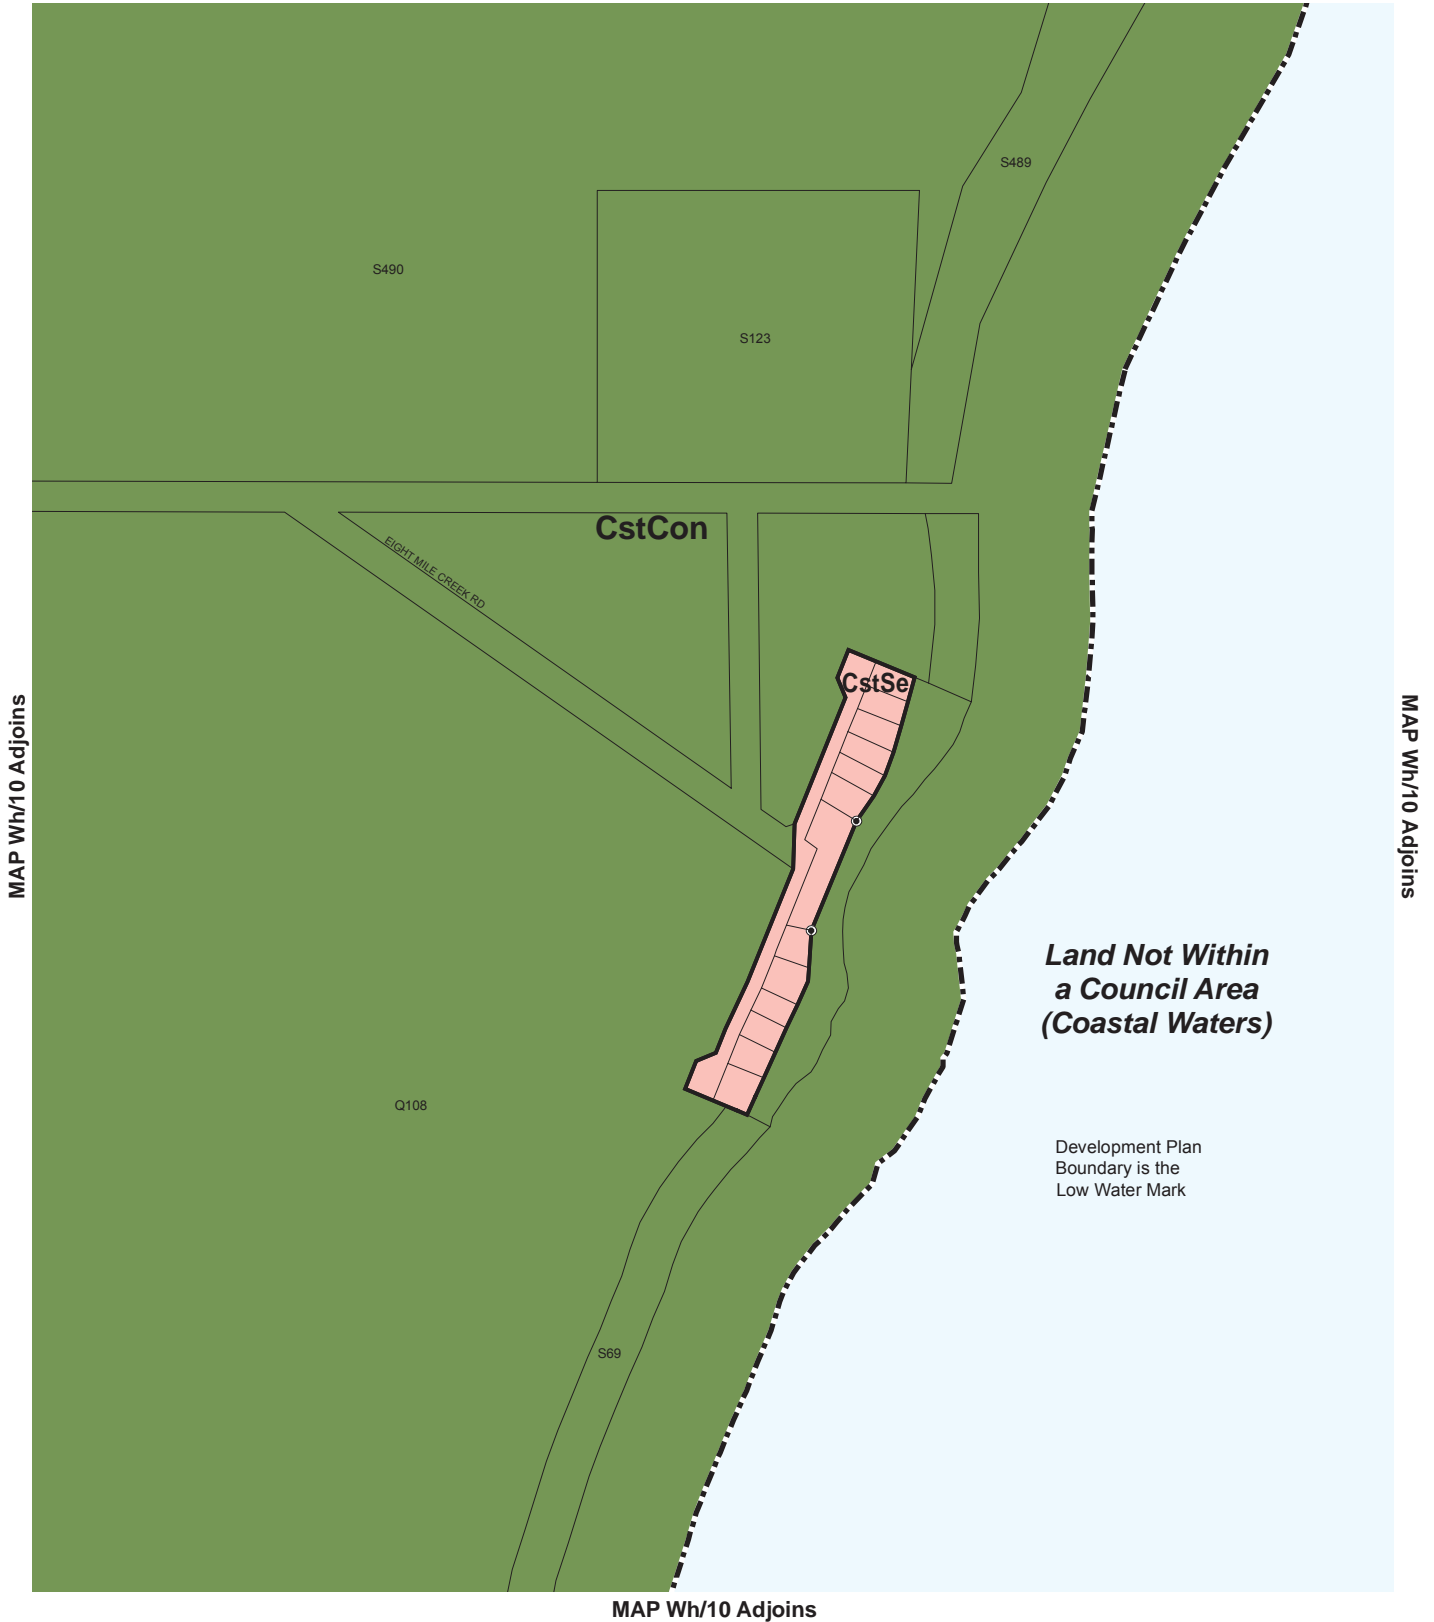 S489
S490
S123
CstCon
EIGHT MILE CREEK RD
CstSe
MAP Wh/10 Adjoins
MAP Wh/10 Adjoins
Land Not Within
a Council Area
(Coastal Waters)
Q108
Development Plan
Boundary is the
Low Water Mark
S69
MAP Wh/10 Adjoins